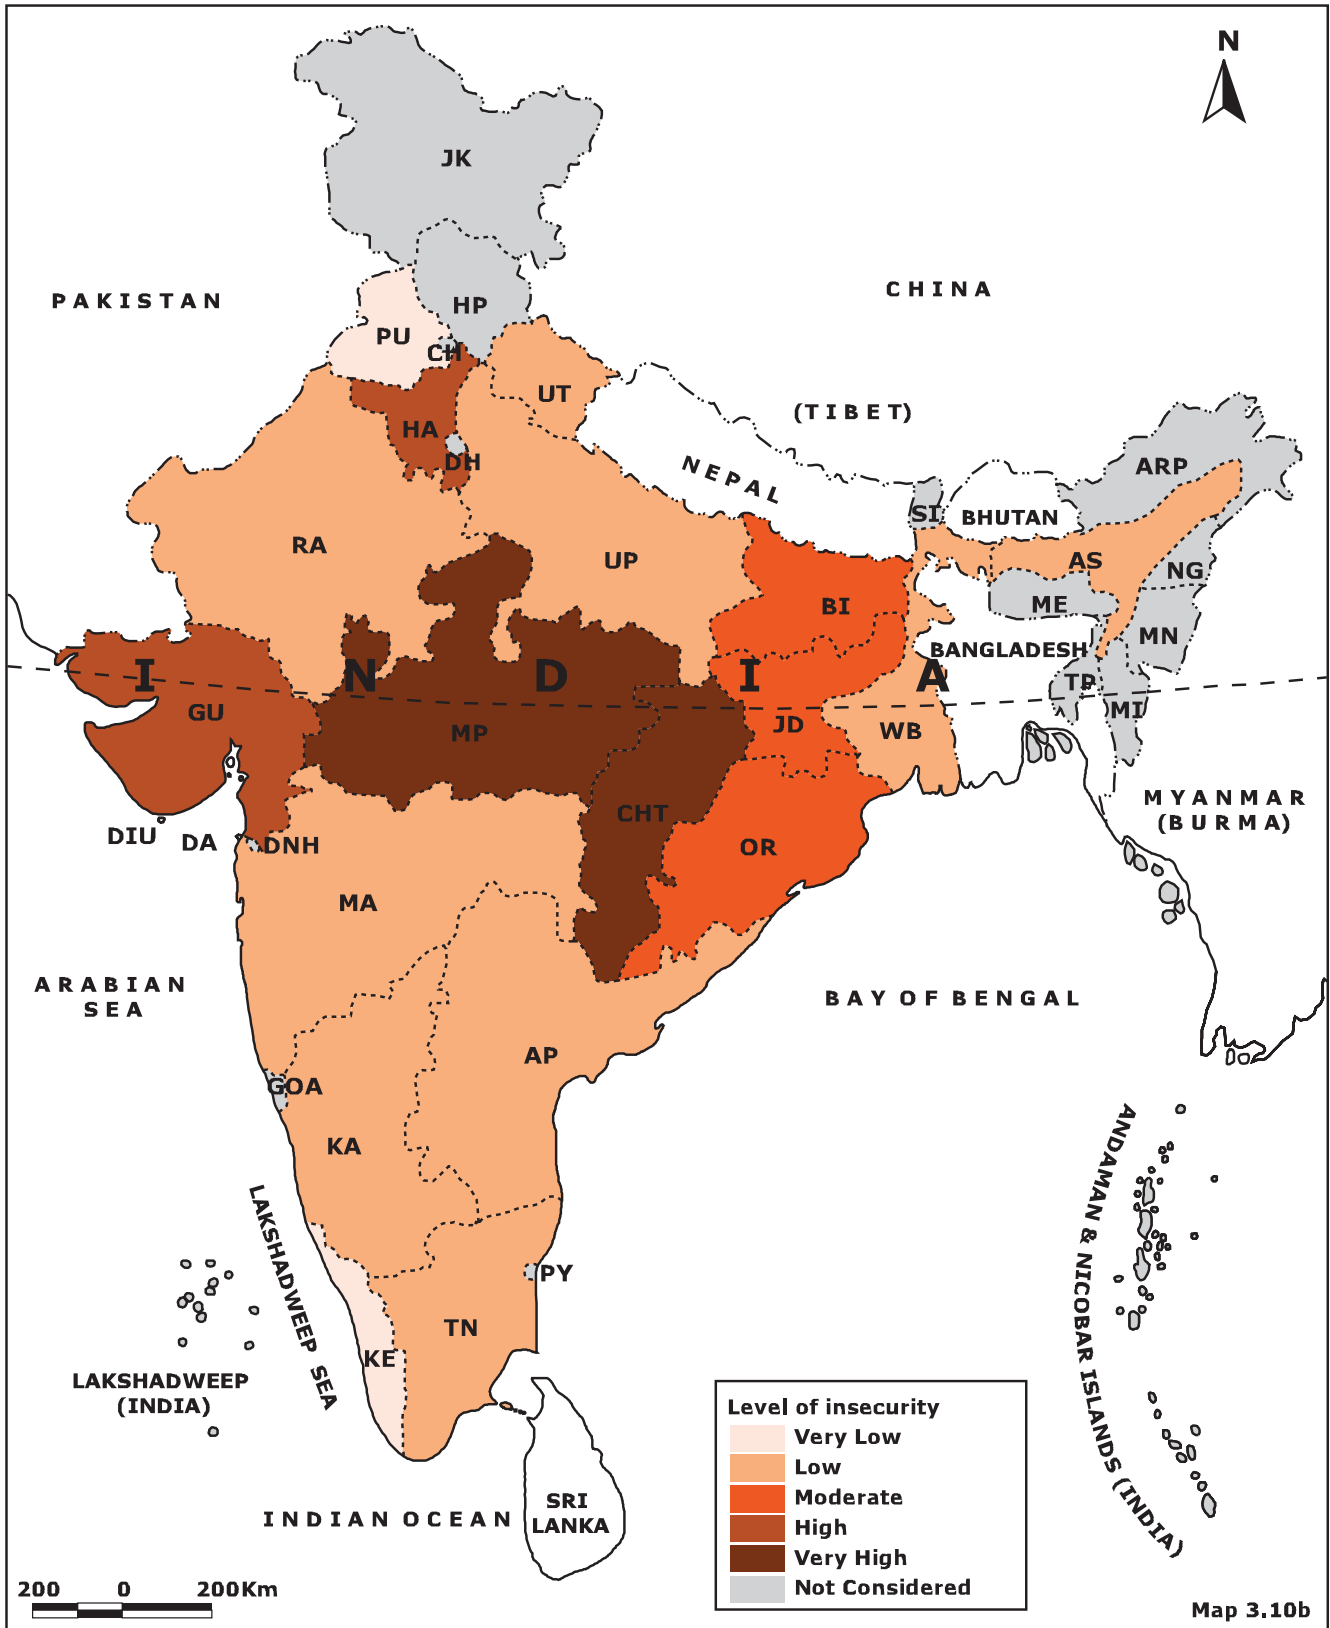 N
JK
PAKISTAN
CHINA
HP
PU
CH
UT
(TIBET)
HA
DH
NEPAL
ARP
SI
BHUTAN
RA
UP
AS
NG
BI
ME
MN
BANGLADESH
I N D I A
TP
GU
MP
JD
WB
MI
CHT
MYANMAR
(BURMA)
DIU
DA
DNH
OR
MA
ARABIAN
SEA
BAY OF BENGAL
AP
GOA
KA
ANDAMAN & NICOBAR ISLANDS (INDIA)
LAKSHADWEEP SEA
PY
TN
KE
LAKSHADWEEP
(INDIA)
INDIAN OCEAN
SRI
LANKA
Level of insecurity
Very Low
Low
Moderate
High
Very High
Not Considered
200 0 200Km
Map 3.10b